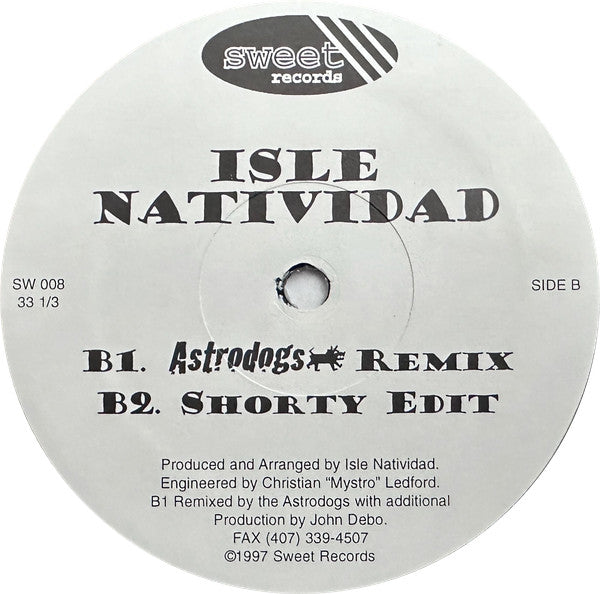 sweet
records
ISLE
NATIVIDAD
SW 008
33 1/3
SIDE B
B1. Astrodogs REMIX
B2. SHORTY EDIT
Produced and Arranged by Isle Natividad.
Engineered by Christian "Mystro" Ledford.
B1 Remixed by the Astrodogs with additional
Production by John Debo.
FAX (407) 339-4507
©1997 Sweet Records